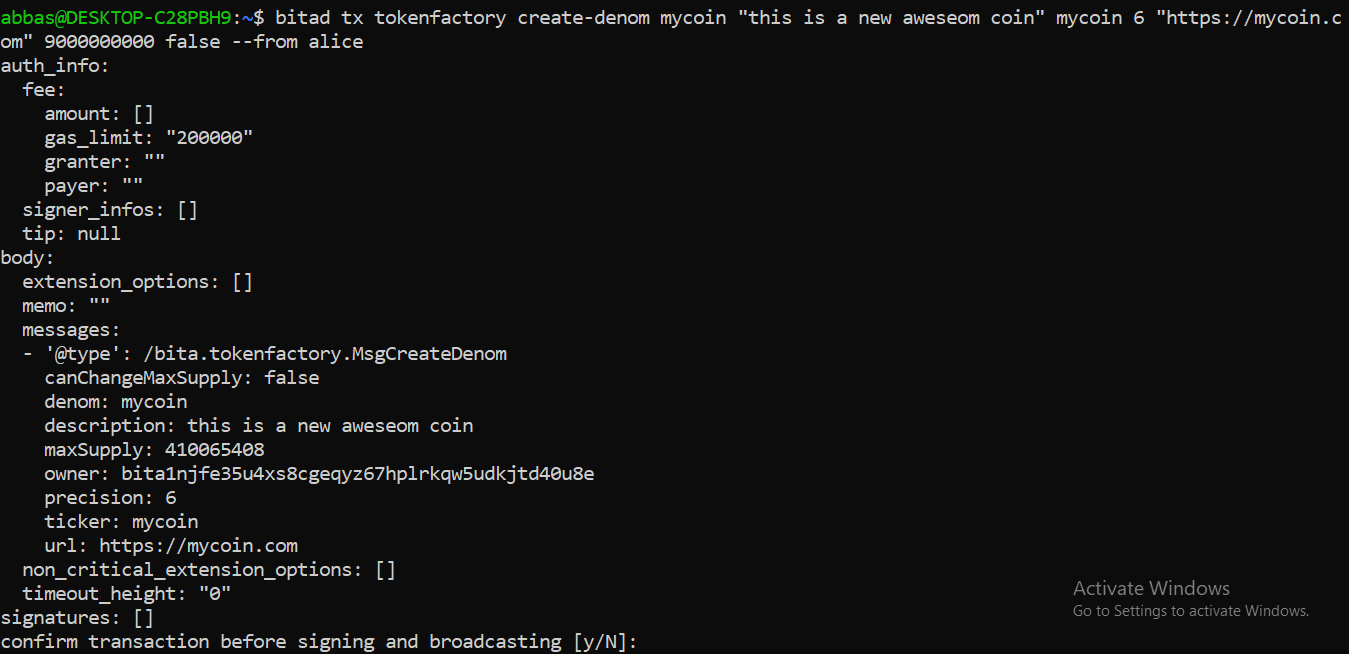 abbas@DESKTOP-C28PBH9:~$ bitad tx tokenfactory create-denom mycoin "this is a new aweseom coin" mycoin 6 "https://mycoin.c
om" 9000000000 false --from alice
auth_info:
  fee:
    amount: []
    gas_limit: "200000"
    granter: ""
    payer: ""
  signer_infos: []
  tip: null
body:
  extension_options: []
  memo: ""
  messages:
  - '@type': /bita.tokenfactory.MsgCreateDenom
    canChangeMaxSupply: false
    denom: mycoin
    description: this is a new aweseom coin
    maxSupply: 410065408
    owner: bita1njfe35u4xs8cgeqyz67hplrkqw5udkjtd40u8e
    precision: 6
    ticker: mycoin
    url: https://mycoin.com
  non_critical_extension_options: []
  timeout_height: "0"
signatures: []
confirm transaction before signing and broadcasting [y/N]:
Activate Windows
Go to Settings to activate Windows.